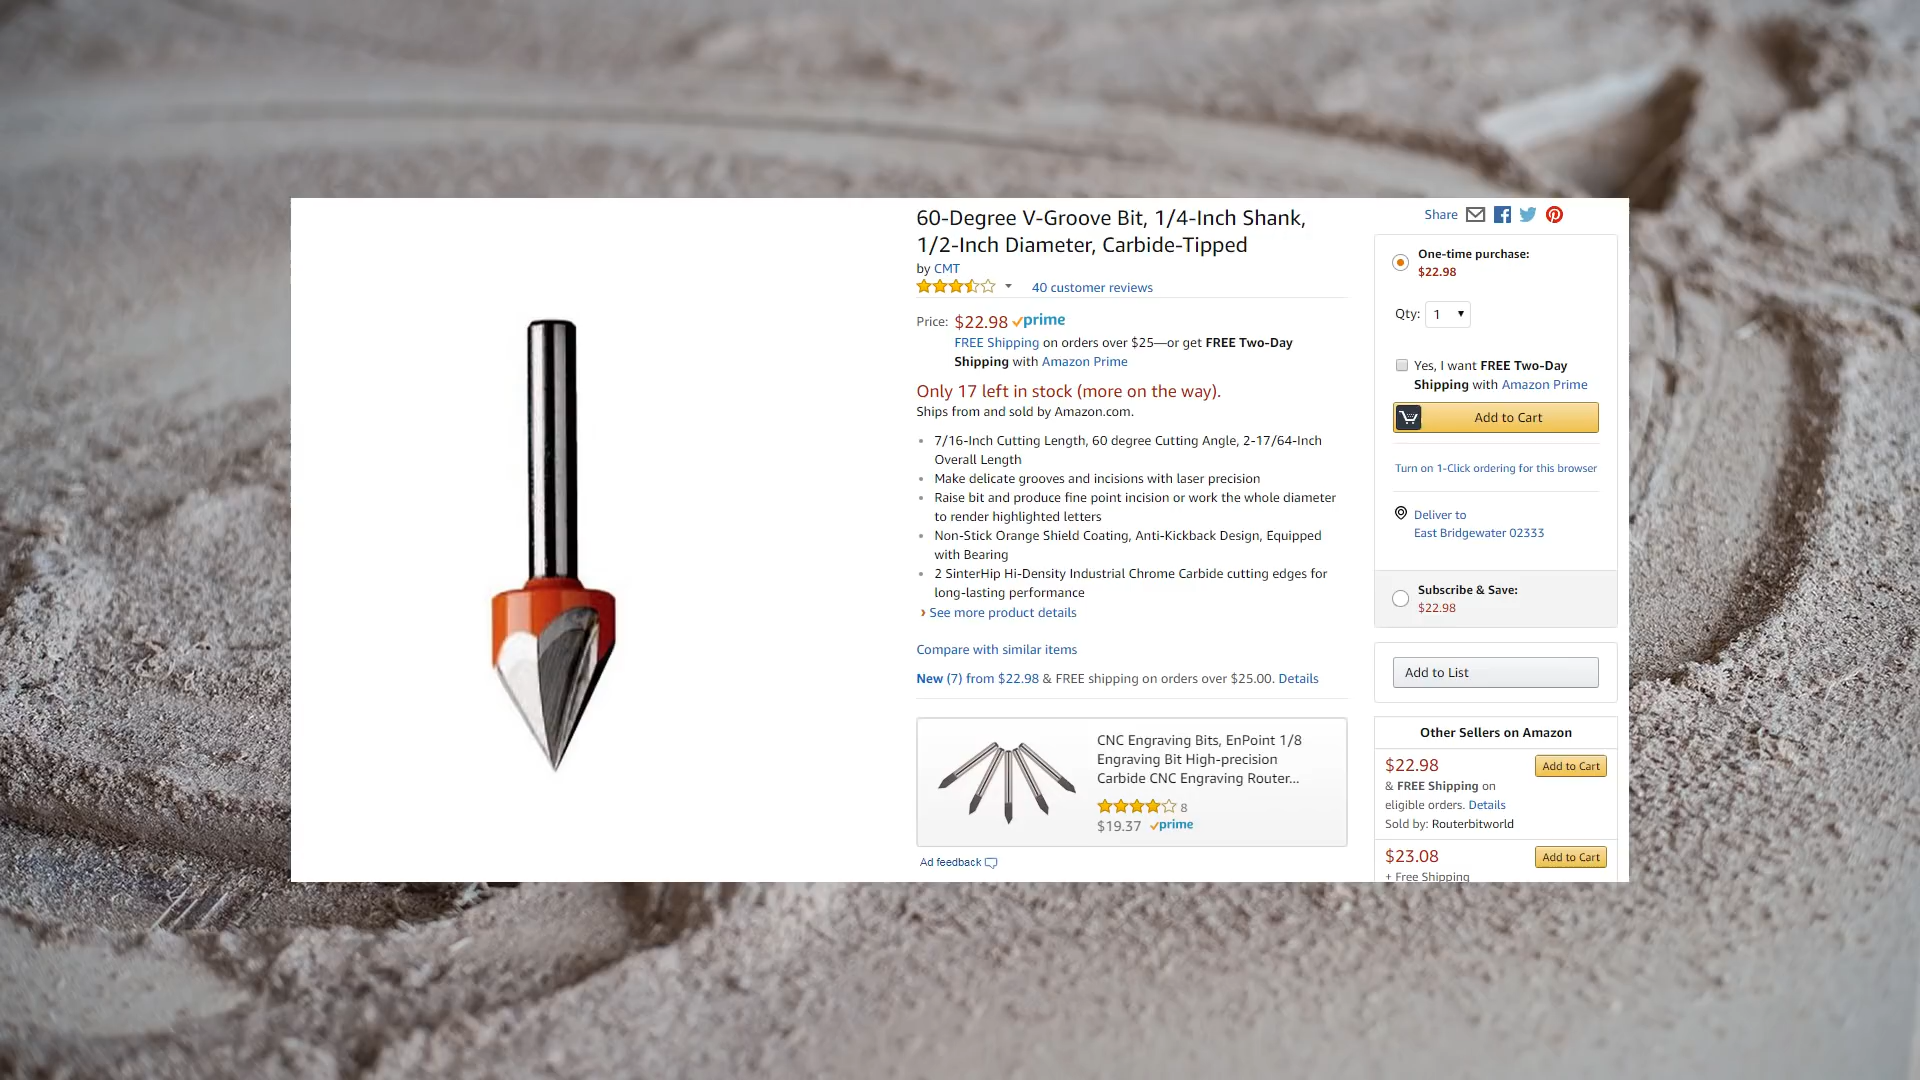 60-Degree V-Groove Bit, 1/4-Inch Shank,
1/2-Inch Diameter, Carbide-Tipped
by CMT
40 customer reviews
Price: $22.98 prime
FREE Shipping on orders over $25—or get FREE Two-Day
Shipping with Amazon Prime
Only 17 left in stock (more on the way).
Ships from and sold by Amazon.com.
7/16-Inch Cutting Length, 60 degree Cutting Angle, 2-17/64-Inch
Overall Length
Make delicate grooves and incisions with laser precision
Raise bit and produce fine point incision or work the whole diameter
to render highlighted letters
Non-Stick Orange Shield Coating, Anti-Kickback Design, Equipped
with Bearing
2 SinterHip Hi-Density Industrial Chrome Carbide cutting edges for
long-lasting performance
› See more product details
Compare with similar items
New (7) from $22.98 & FREE shipping on orders over $25.00. Details
CNC Engraving Bits, EnPoint 1/8
Engraving Bit High-precision
Carbide CNC Engraving Router...
8
$19.37 prime
Ad feedback
Share
One-time purchase:
$22.98
Qty: 1
Yes, I want FREE Two-Day
Shipping with Amazon Prime
Add to Cart
Turn on 1-Click ordering for this browser
Deliver to
East Bridgewater 02333
Subscribe & Save:
$22.98
Add to List
Other Sellers on Amazon
$22.98 Add to Cart
& FREE Shipping on
eligible orders. Details
Sold by: Routerbitworld
$23.08 Add to Cart
+ Free Shipping